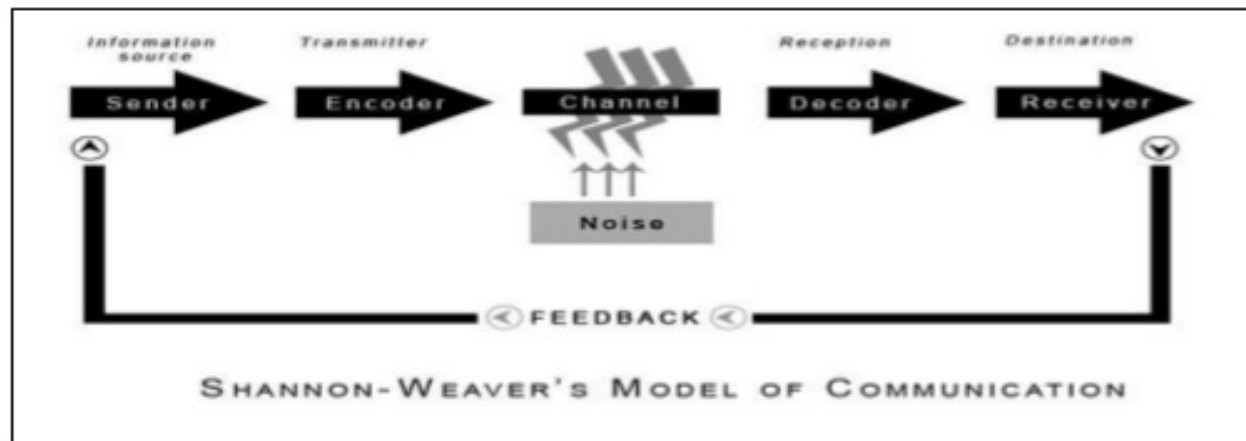 Information
source
Transmitter
Reception
Destination
Sender
Encoder
Channel
Decoder
Receiver
Noise
FEEDBACK
SHANNON-WEAVER'S MODEL OF COMMUNICATION